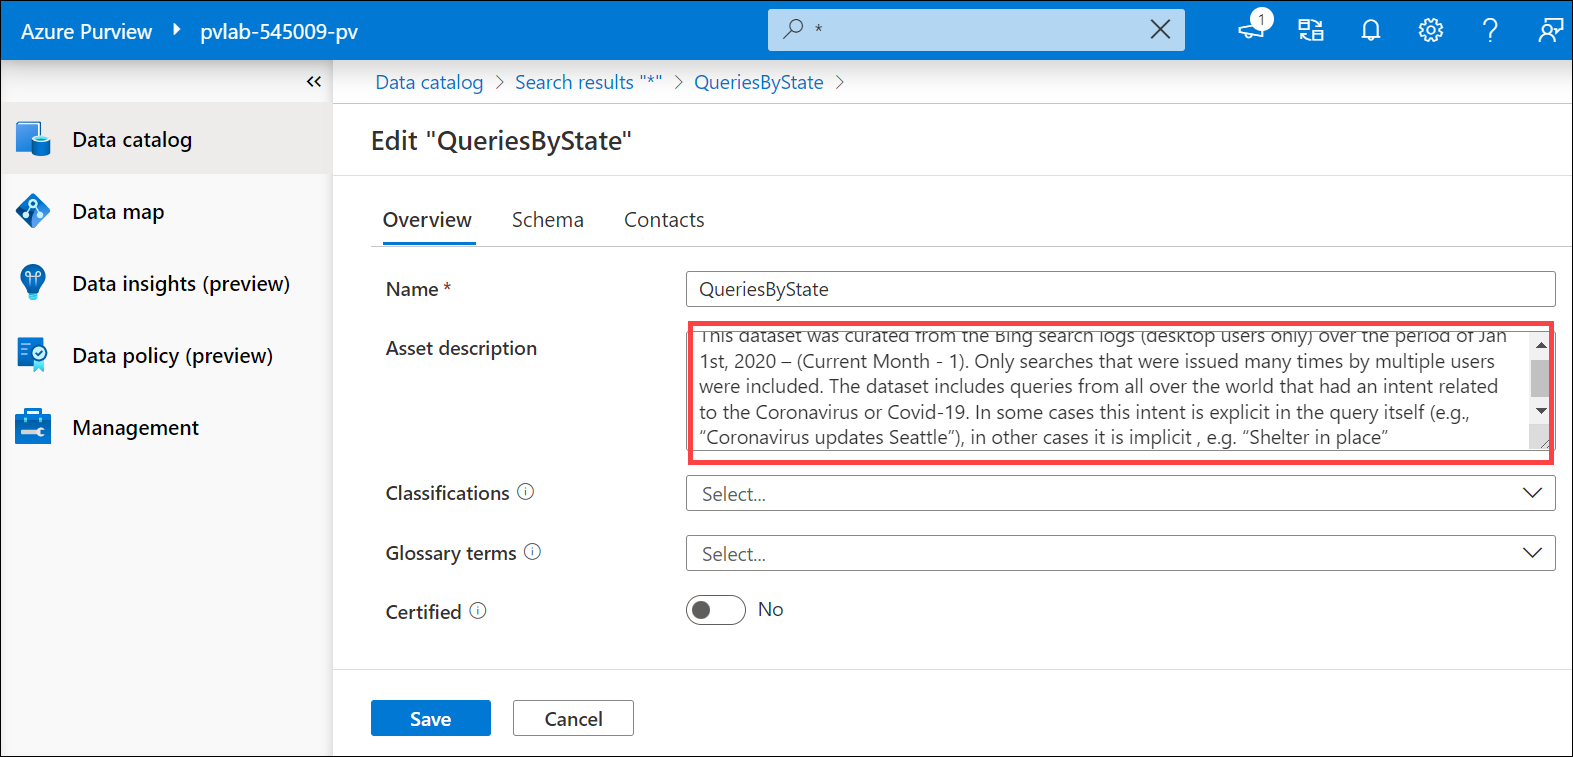 Azure Purview pvlab-545009-pv
*
1
Data catalog > Search results "*" > QueriesByState >
Data catalog
Data map
Data insights (preview)
Data policy (preview)
Management
Edit "QueriesByState"
Overview Schema Contacts
Name *
QueriesByState
Asset description
This dataset was curated from the Bing search logs (desktop users only) over the period of Jan
1st, 2020 – (Current Month - 1). Only searches that were issued many times by multiple users
were included. The dataset includes queries from all over the world that had an intent related
to the Coronavirus or Covid-19. In some cases this intent is explicit in the query itself (e.g.,
“Coronavirus updates Seattle”), in other cases it is implicit , e.g. “Shelter in place”
Classifications
Select...
Glossary terms
Select...
Certified
No
Save Cancel